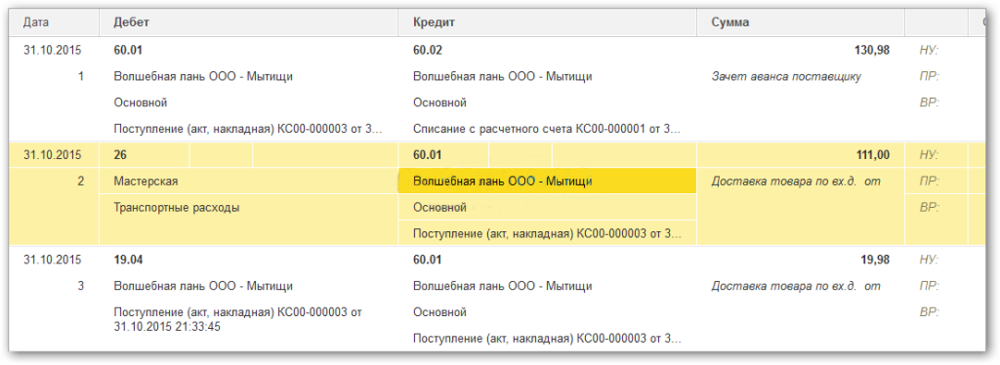 Дата Дебет Кредит Сумма
31.10.2015 60.01 60.02 130,98 НУ:
1 Волшебная лань ООО - Мытищи Волшебная лань ООО - Мытищи Зачет аванса поставщику ПР:
Основной Основной ВР:
Поступление (акт, накладная) КС00-000003 от 3... Списание с расчетного счета КС00-000001 от 3...
31.10.2015 26 60.01 111,00 НУ:
2 Мастерская Волшебная лань ООО - Мытищи Доставка товара по вх.д. от ПР:
Транспортные расходы Основной ВР:
Поступление (акт, накладная) КС00-000003 от 3...
31.10.2015 19.04 60.01 19,98 НУ:
3 Волшебная лань ООО - Мытищи Волшебная лань ООО - Мытищи Доставка товара по вх.д. от ПР:
Поступление (акт, накладная) КС00-000003 от Основной ВР:
31.10.2015 21:33:45
Поступление (акт, накладная) КС00-000003 от 3...